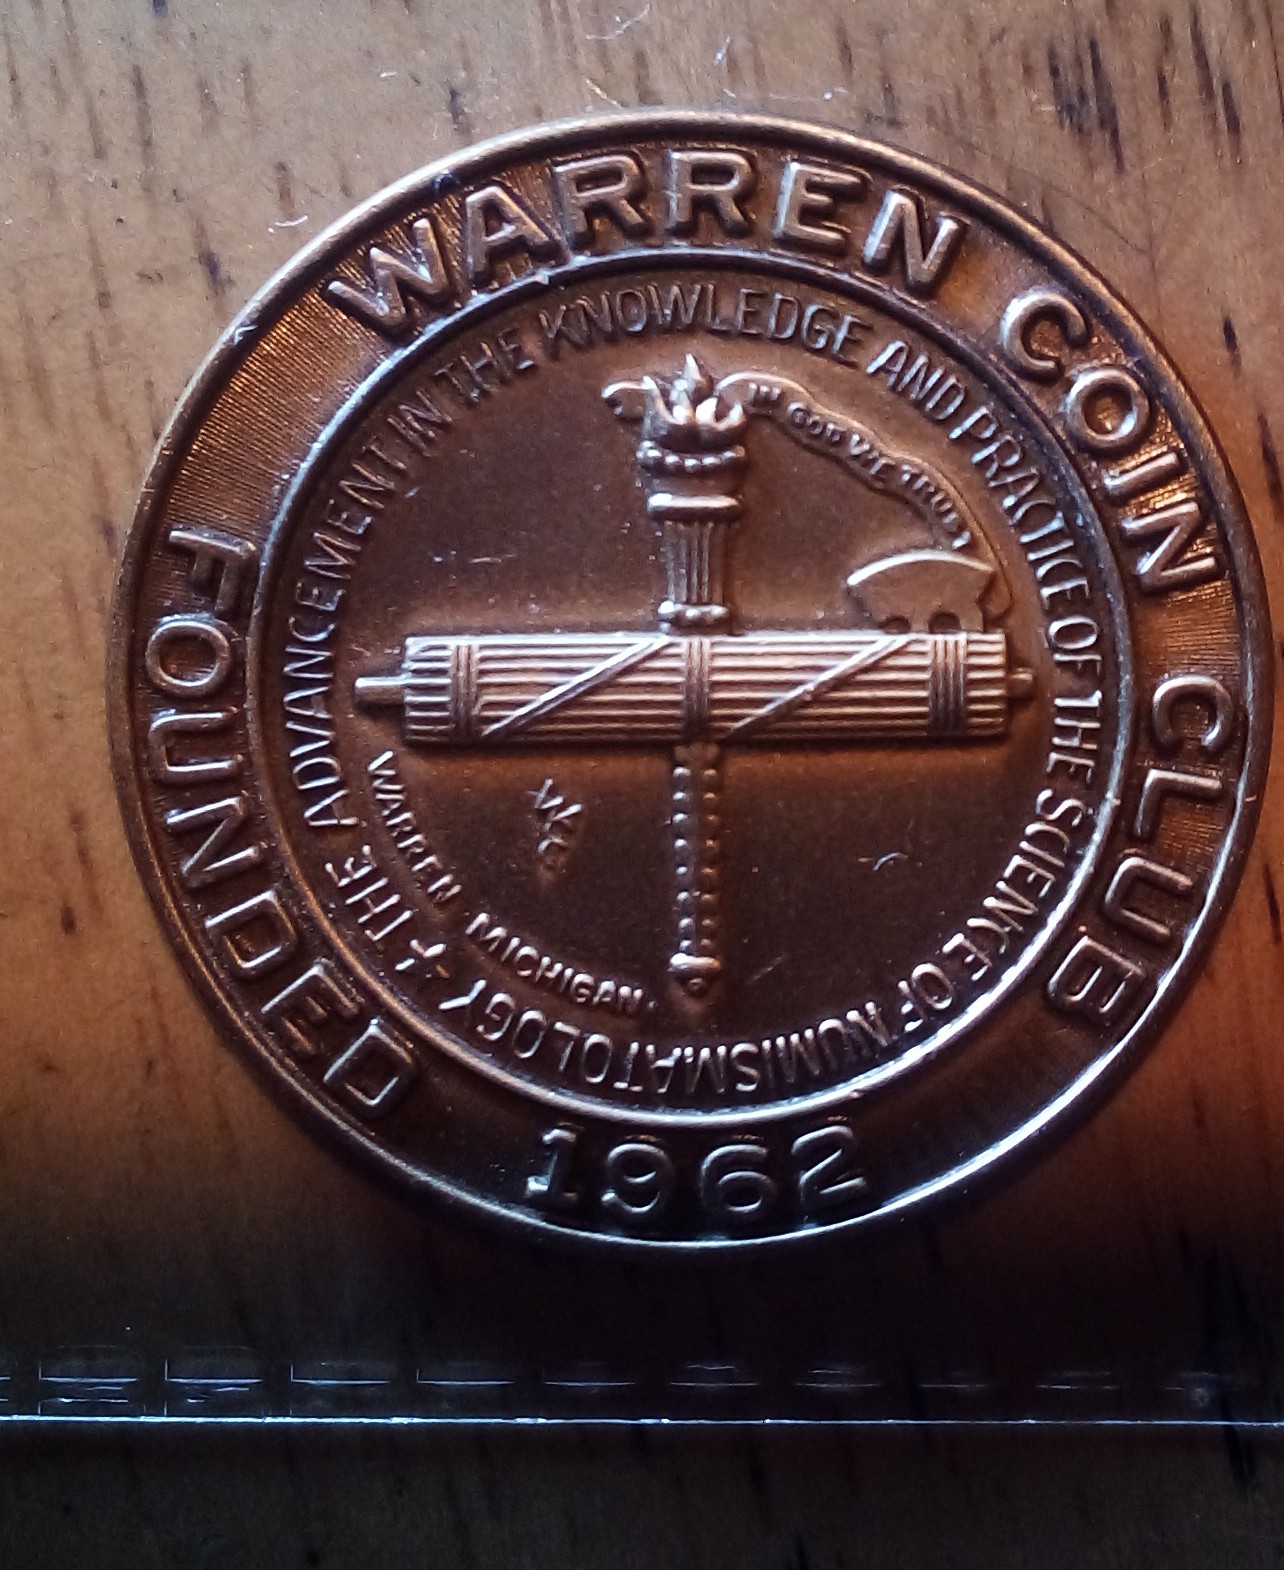 WARREN COIN CLUB
FOUNDED
1962
THE ADVANCEMENT IN THE KNOWLEDGE AND PRACTICE OF THE SCIENCE OF NUMISMATOLOGY
IN GOD WE TRUST
WARREN MICHIGAN.